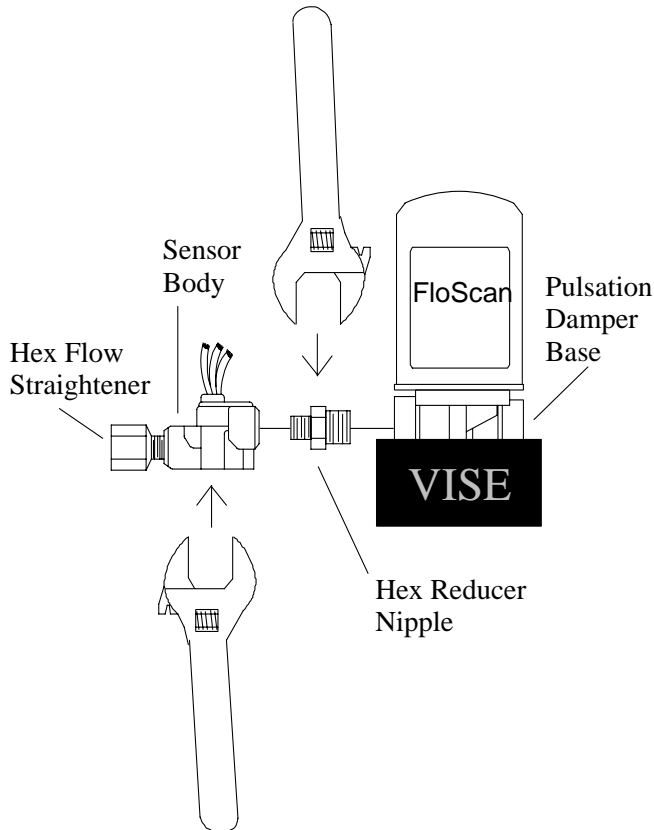 Sensor
Body
FloScan
Pulsation
Damper
Base
Hex Flow
Straightener
VISE
Hex Reducer
Nipple